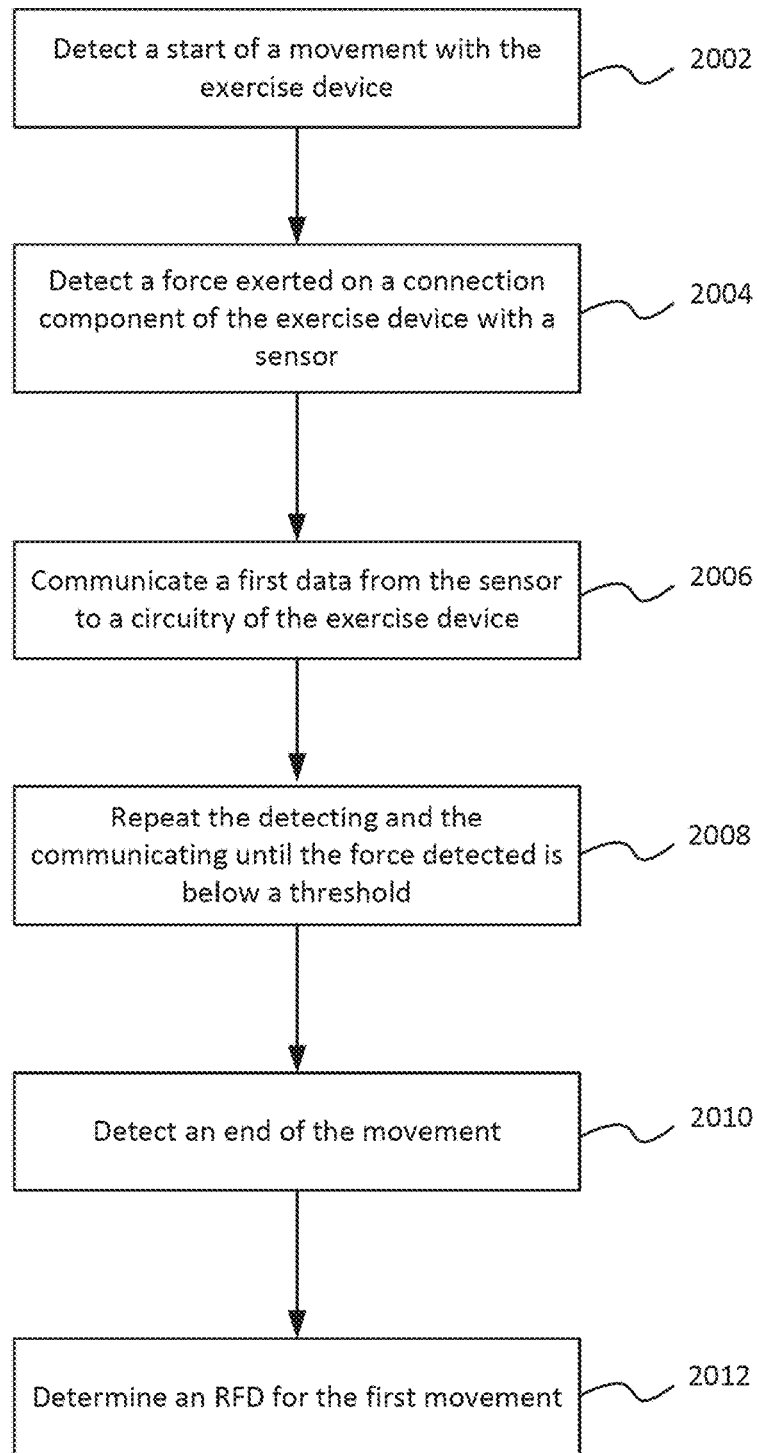 Detect a start of a movement with the
exercise device
2002
Detect a force exerted on a connection
component of the exercise device with a
sensor
2004
Communicate a first data from the sensor
to a circuitry of the exercise device
2006
Repeat the detecting and the
communicating until the force detected is
below a threshold
2008
Detect an end of the movement
2010
Determine an RFD for the first movement
2012